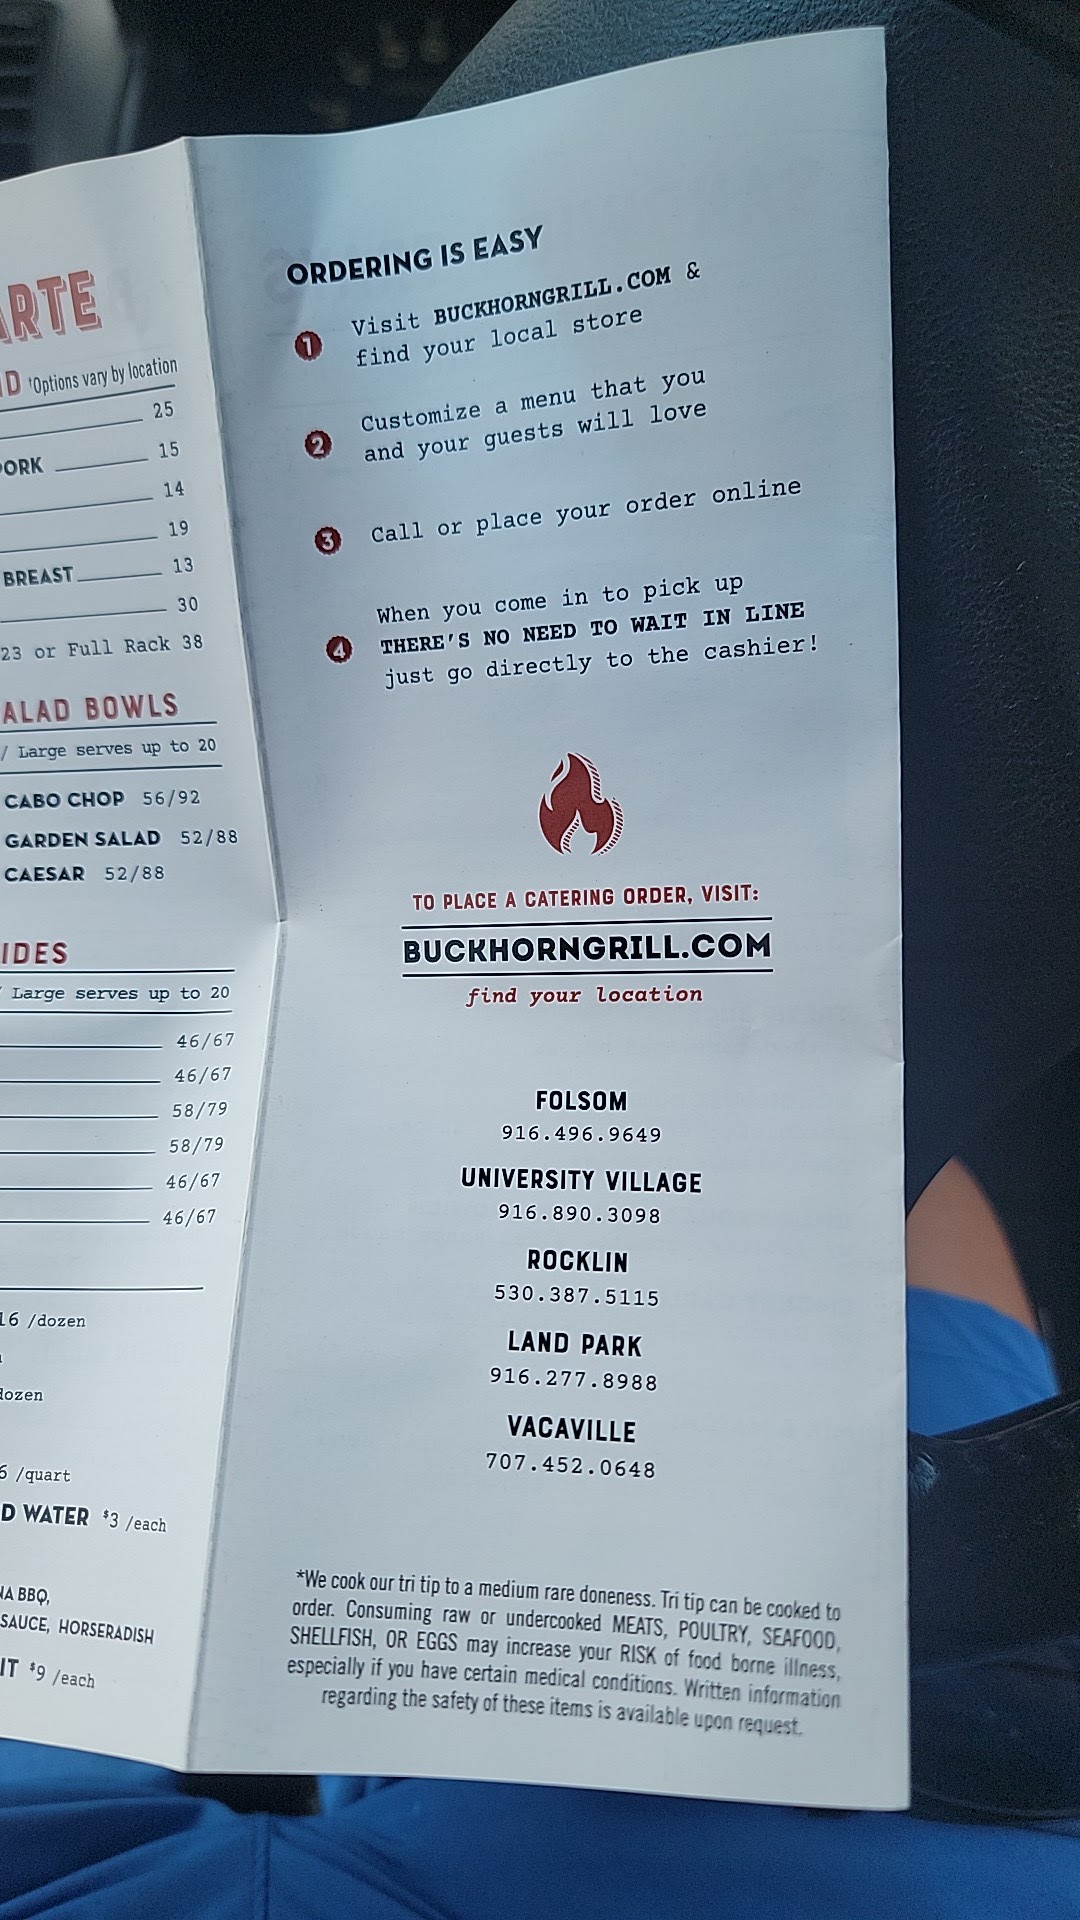 ARTE
†Options vary by location
25
PORK 15
14
19
BREAST 13
30
23 or Full Rack 38
ALAD BOWLS
/ Large serves up to 20
CABO CHOP 56/92
GARDEN SALAD 52/88
CAESAR 52/88
IDES
/ Large serves up to 20
46/67
46/67
58/79
58/79
46/67
46/67
16 /dozen
dozen
/quart
D WATER $3 /each
NA BBQ,
SAUCE, HORSERADISH
IT $9 /each
ORDERING IS EASY
1 Visit BUCKHORNGRILL.COM &
find your local store
2 Customize a menu that you
and your guests will love
3 Call or place your order online
4 When you come in to pick up
THERE'S NO NEED TO WAIT IN LINE
just go directly to the cashier!
TO PLACE A CATERING ORDER, VISIT:
BUCKHORNGRILL.COM
find your location
FOLSOM
916.496.9649
UNIVERSITY VILLAGE
916.890.3098
ROCKLIN
530.387.5115
LAND PARK
916.277.8988
VACAVILLE
707.452.0648
*We cook our tri tip to a medium rare doneness. Tri tip can be cooked to
order. Consuming raw or undercooked MEATS, POULTRY, SEAFOOD,
SHELLFISH, OR EGGS may increase your RISK of food borne illness,
especially if you have certain medical conditions. Written information
regarding the safety of these items is available upon request.